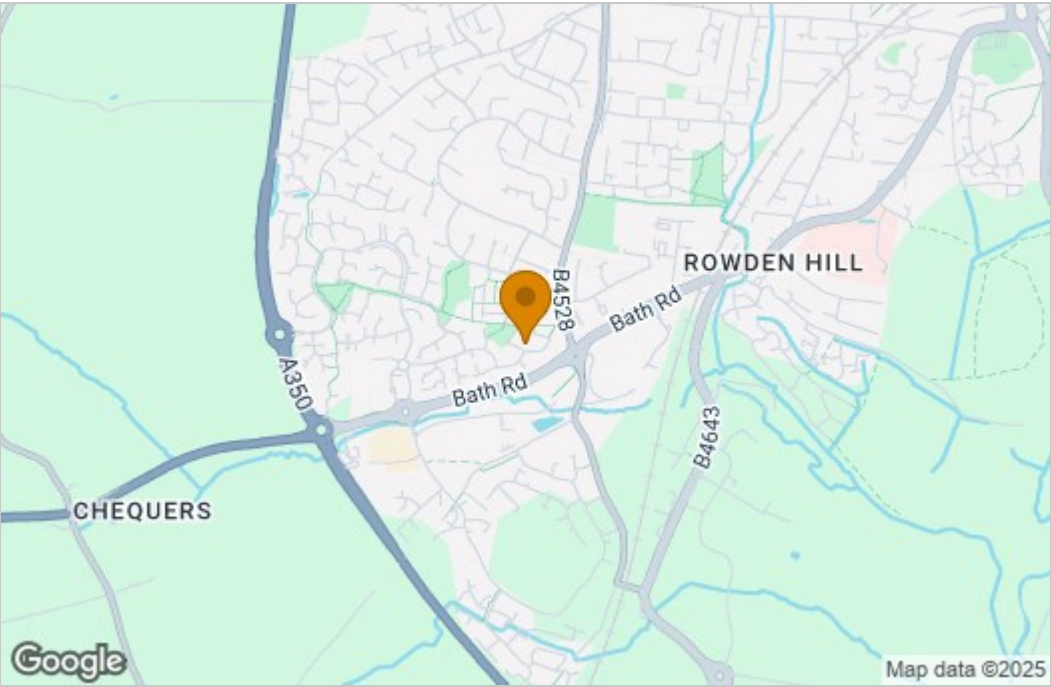 ROWDEN HILL
B4528
Bath Rd
A350
Bath Rd
B4643
CHEQUERS
Google
Map data ©2025